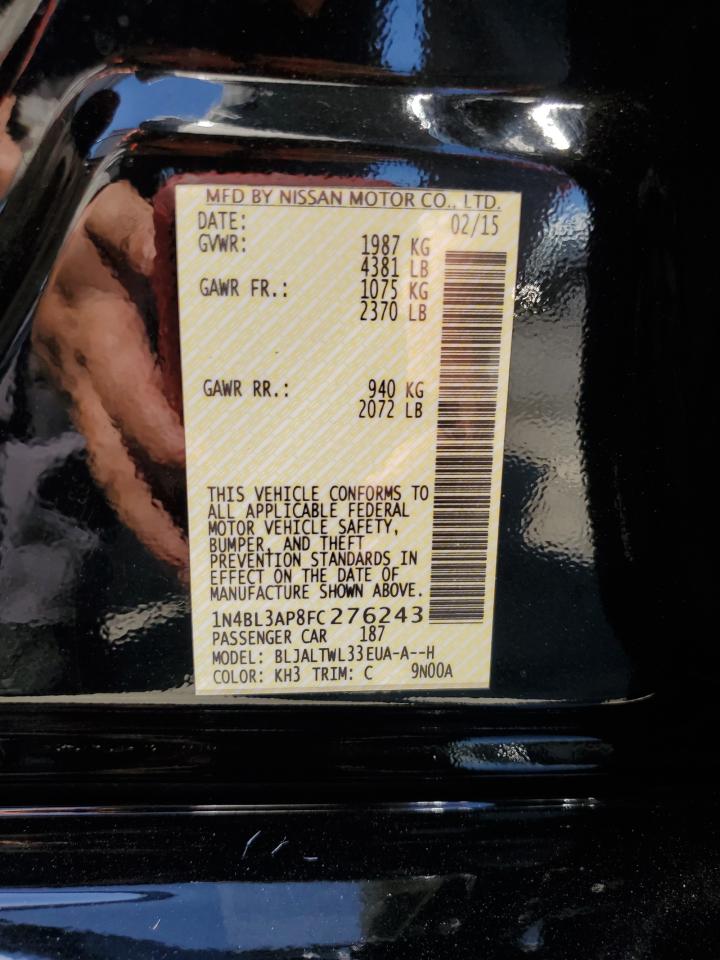 MFD BY NISSAN MOTOR CO., LTD.
DATE: 02/15
GVWR: 1987 KG
4381 LB
GAWR FR.: 1075 KG
2370 LB
GAWR RR.: 940 KG
2072 LB
THIS VEHICLE CONFORMS TO
ALL APPLICABLE FEDERAL
MOTOR VEHICLE SAFETY,
BUMPER, AND THEFT
PREVENTION STANDARDS IN
EFFECT ON THE DATE OF
MANUFACTURE SHOWN ABOVE.
1N4BL3AP8FC276243
PASSENGER CAR 187
MODEL: BLJALTWL33EUA-A--H
COLOR: KH3 TRIM: C 9N00A